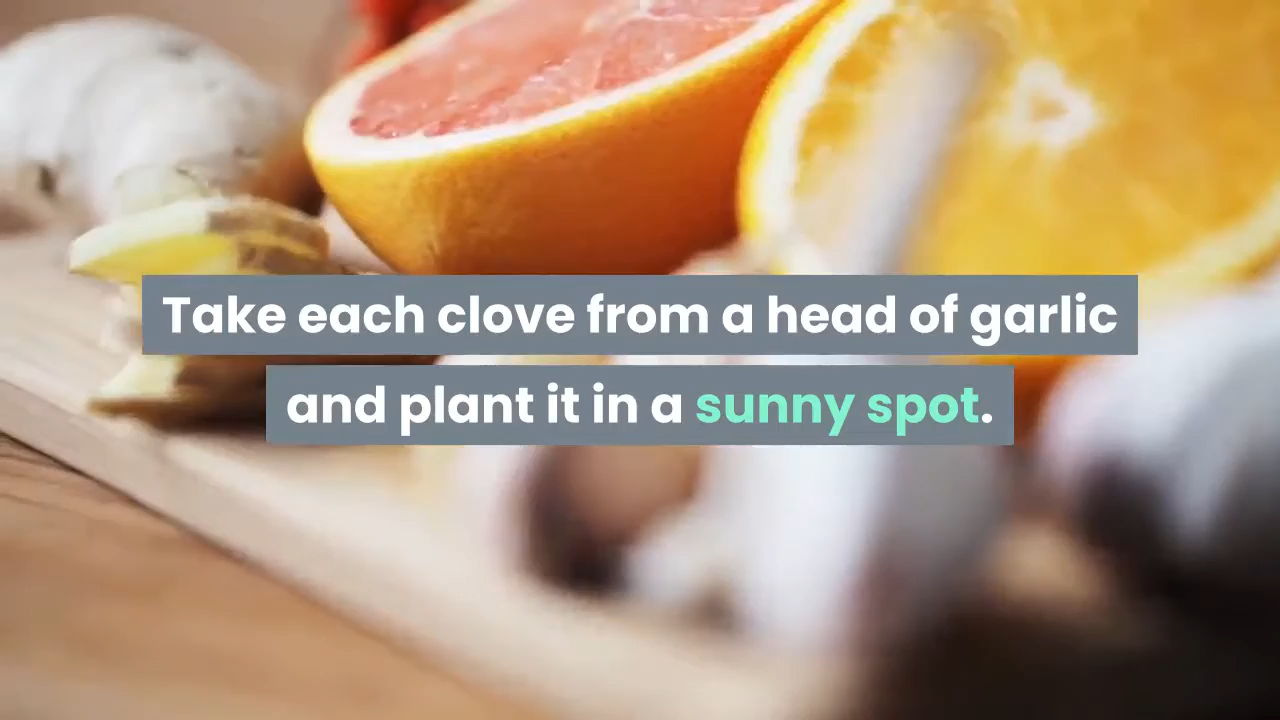 Take each clove from a head of garlic
and plant it in a sunny spot.